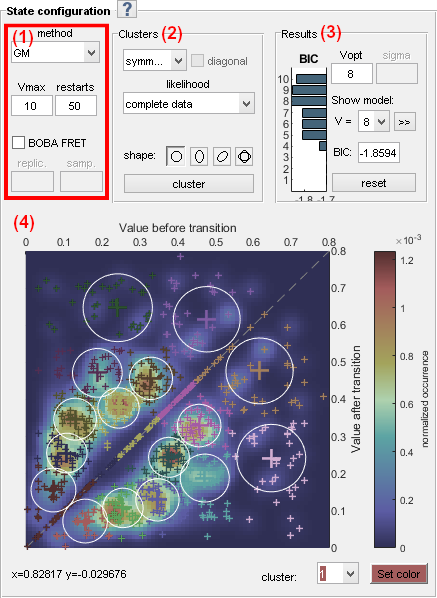 State configuration ?
(1) method
GM
Vmax restarts
10 50
BOBA FRET
replic. samp.
Clusters (2)
symm... diagonal
likelihood
complete data
shape:
cluster
Results (3)
BIC
10
9
8
7
6
5
4
3
2
1
-1.8 -1.7
Vopt sigma
8
Show model:
V = 8 >>
BIC: -1.8594
reset
(4)
Value before transition
0 0.1 0.2 0.3 0.4 0.5 0.6 0.7 0.8
0.8
0.7
0.6
0.5
0.4
0.3
0.2
0.1
0
Value after transition
×10⁻³
1.2
1
0.8
0.6
0.4
0.2
0
normalized occurrence
x=0.82817 y=-0.029676
cluster: 1 Set color